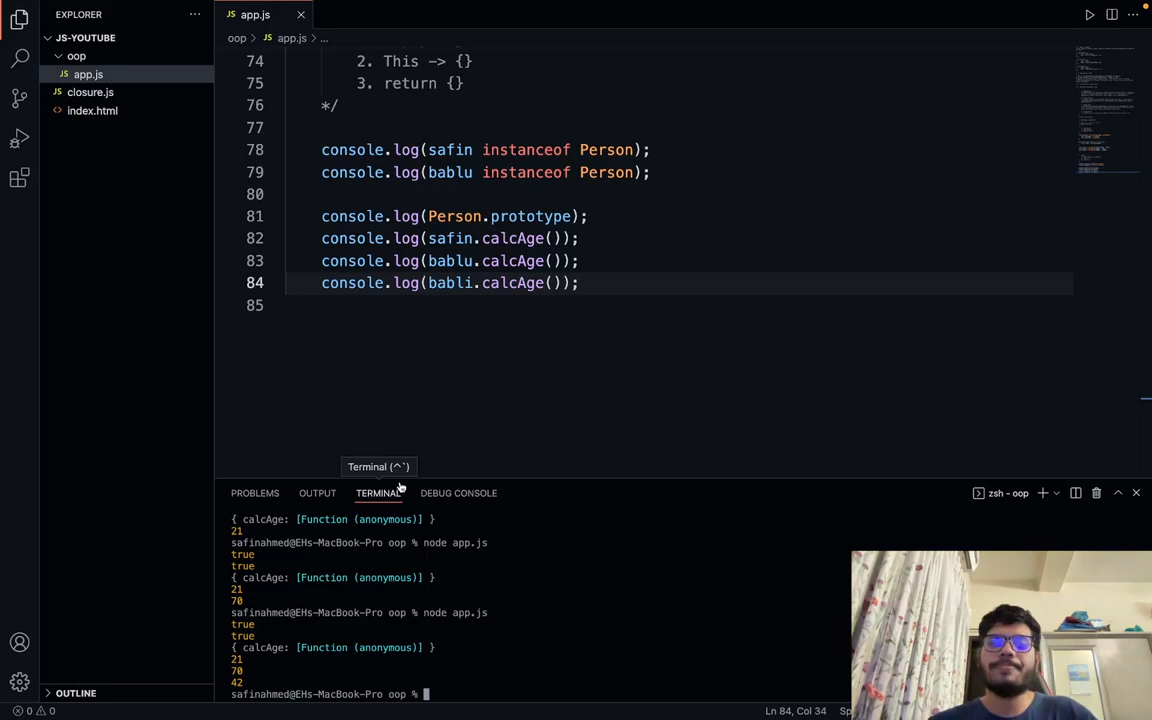 EXPLORER
JS-YOUTUBE
oop
JS app.js
JS closure.js
<> index.html
OUTLINE
0 0
JS app.js
oop > JS app.js > ...
74 2. This -> {}
75 3. return {}
76 */
77
78 console.log(safin instanceof Person);
79 console.log(bablu instanceof Person);
80
81 console.log(Person.prototype);
82 console.log(safin.calcAge());
83 console.log(bablu.calcAge());
84 console.log(babli.calcAge());
85
Terminal (^`)
PROBLEMS OUTPUT TERMINAL DEBUG CONSOLE zsh - oop
{ calcAge: [Function (anonymous)] }
21
safinahmed@EHs-MacBook-Pro oop % node app.js
true
true
{ calcAge: [Function (anonymous)] }
21
70
safinahmed@EHs-MacBook-Pro oop % node app.js
true
true
{ calcAge: [Function (anonymous)] }
21
70
42
safinahmed@EHs-MacBook-Pro oop %
Ln 84, Col 34